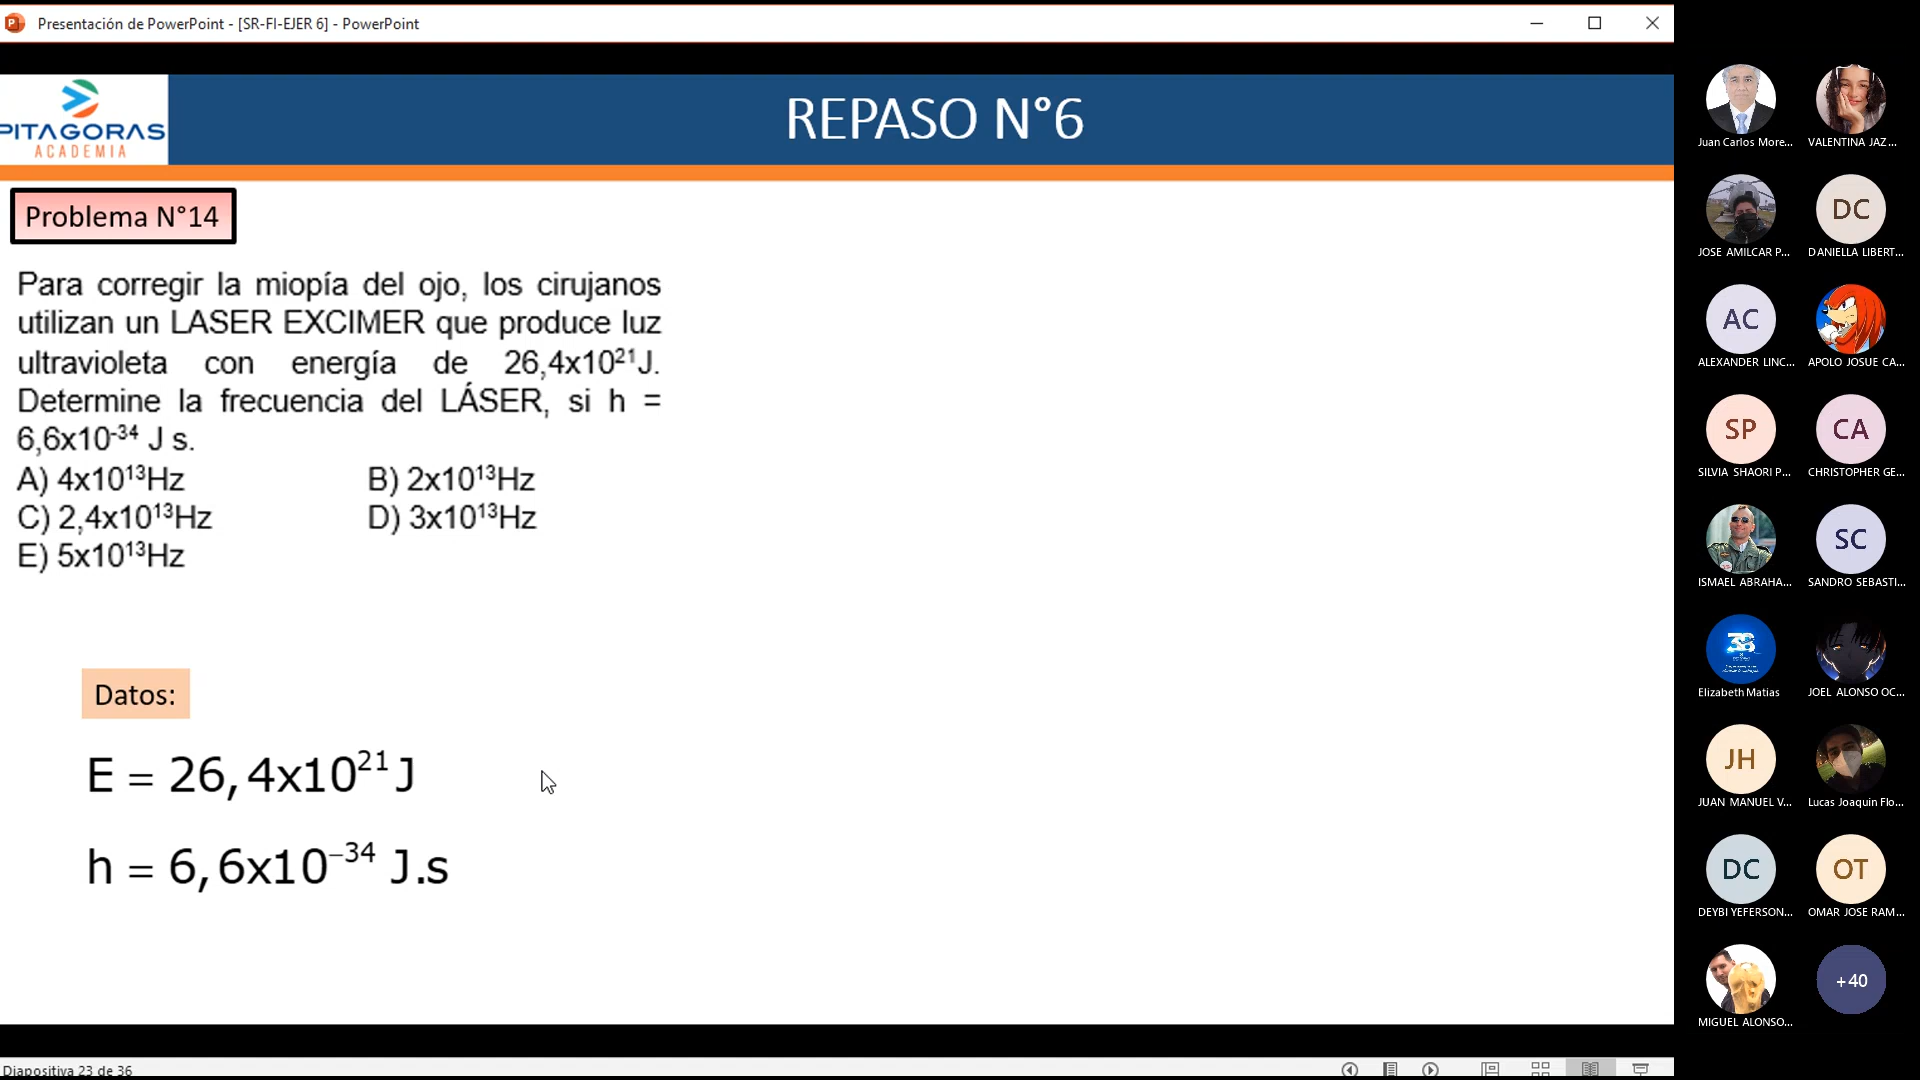 Presentación de PowerPoint - [SR-FI-EJER 6] - PowerPoint
PITAGORAS
ACADEMIA
REPASO N°6
Problema N°14
Para corregir la miopía del ojo, los cirujanos
utilizan un LASER EXCIMER que produce luz
ultravioleta con energía de 26,4x10²¹J.
Determine la frecuencia del LÁSER, si h =
6,6x10⁻³⁴ J s.
A) 4x10¹³Hz B) 2x10¹³Hz
C) 2,4x10¹³Hz D) 3x10¹³Hz
E) 5x10¹³Hz
Datos:
E = 26,4x10²¹ J
h = 6,6x10⁻³⁴ J.s
Diapositiva 23 de 36
Juan Carlos More... VALENTINA JAZ...
JOSE AMILCAR P... DC DANIELLA LIBERT...
AC ALEXANDER LINC... APOLO JOSUE CA...
SP SILVIA SHAORI P... CA CHRISTOPHER GE...
ISMAEL ABRAHA... SC SANDRO SEBASTI...
38 Elizabeth Matias JOEL ALONSO OC...
JH JUAN MANUEL V... Lucas Joaquin Flo...
DC DEYBI YEFERSON... OT OMAR JOSE RAM...
MIGUEL ALONSO... +40